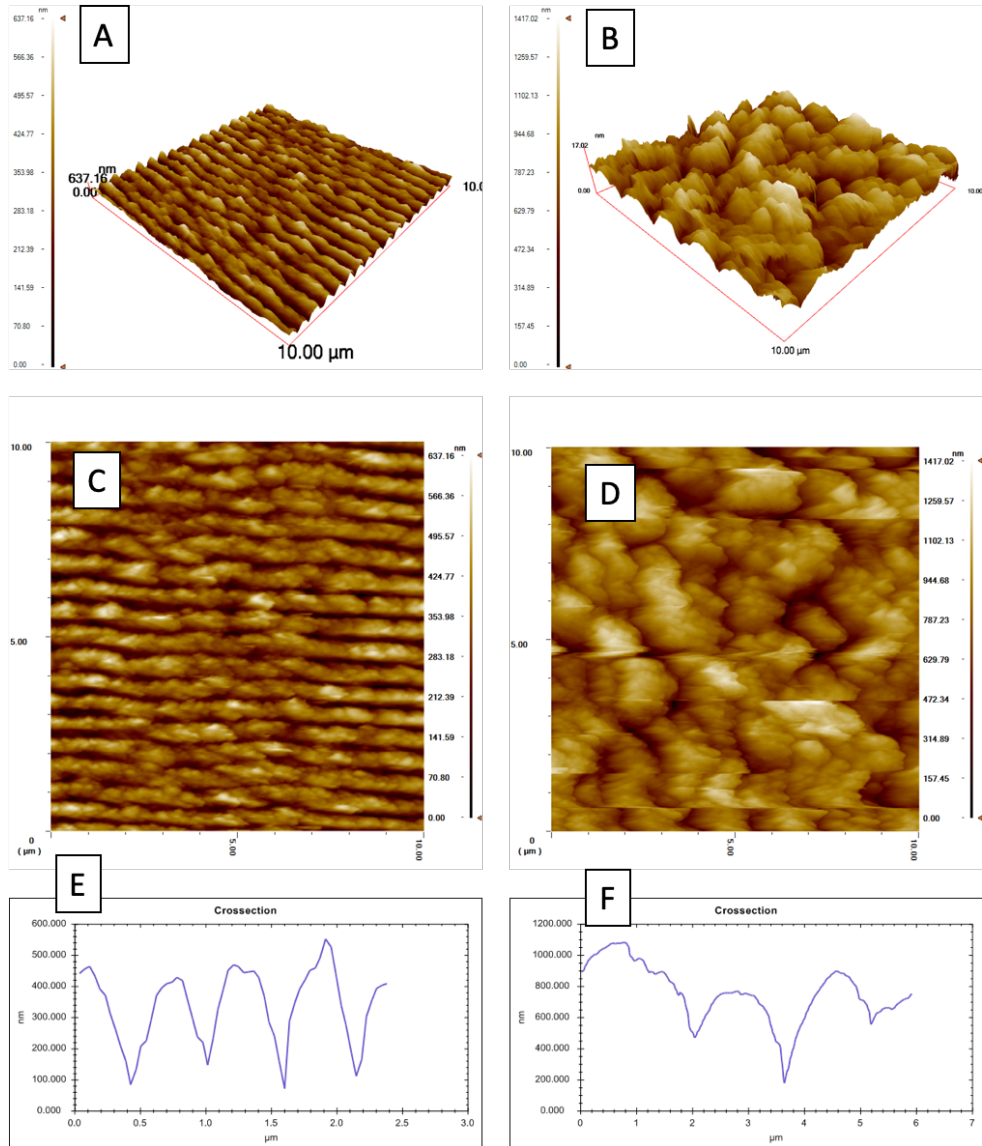 nm
637.16
566.36
495.57
424.77
353.98
283.18
212.39
141.59
70.80
0.00
A
nm
637.16
0.00
10.0
10.00 µm
nm
1417.02
1259.57
1102.13
944.68
787.23
629.79
472.34
314.89
157.45
0.00
B
nm
17.02
0.00
10.00
10.00 µm
10.00
5.00
0
( µm )
5.00
10.00
C
nm
637.16
566.36
495.57
424.77
353.98
283.18
212.39
141.59
70.80
0.00
10.00
5.00
0
( µm )
5.00
10.00
D
nm
1417.02
1259.57
1102.13
944.68
787.23
629.79
472.34
314.89
157.45
0.00
E
Crossection
600.000
500.000
400.000
300.000
200.000
100.000
0.000
nm
0.0 0.5 1.0 1.5 2.0 2.5 3.0
µm
F
Crossection
1200.000
1000.000
800.000
600.000
400.000
200.000
0.000
nm
0 1 2 3 4 5 6 7
µm